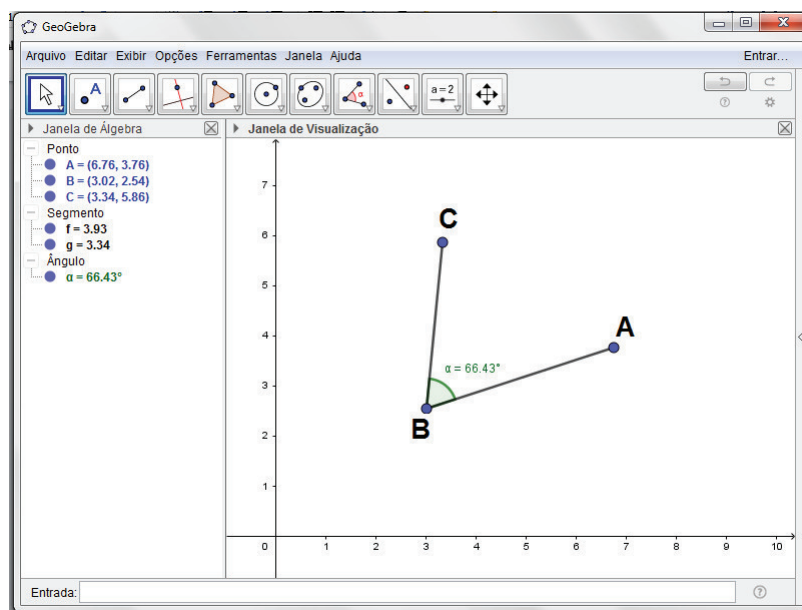 GeoGebra
Arquivo Editar Exibir Opções Ferramentas Janela Ajuda Entrar...
A α a = 2
Janela de Álgebra
Ponto
A = (6.76, 3.76)
B = (3.02, 2.54)
C = (3.34, 5.86)
Segmento
f = 3.93
g = 3.34
Ângulo
α = 66.43º
Janela de Visualização
7
6
5
4
3
2
1
0 1 2 3 4 5 6 7 8 9 10
C
A
α = 66.43°
B
Entrada: